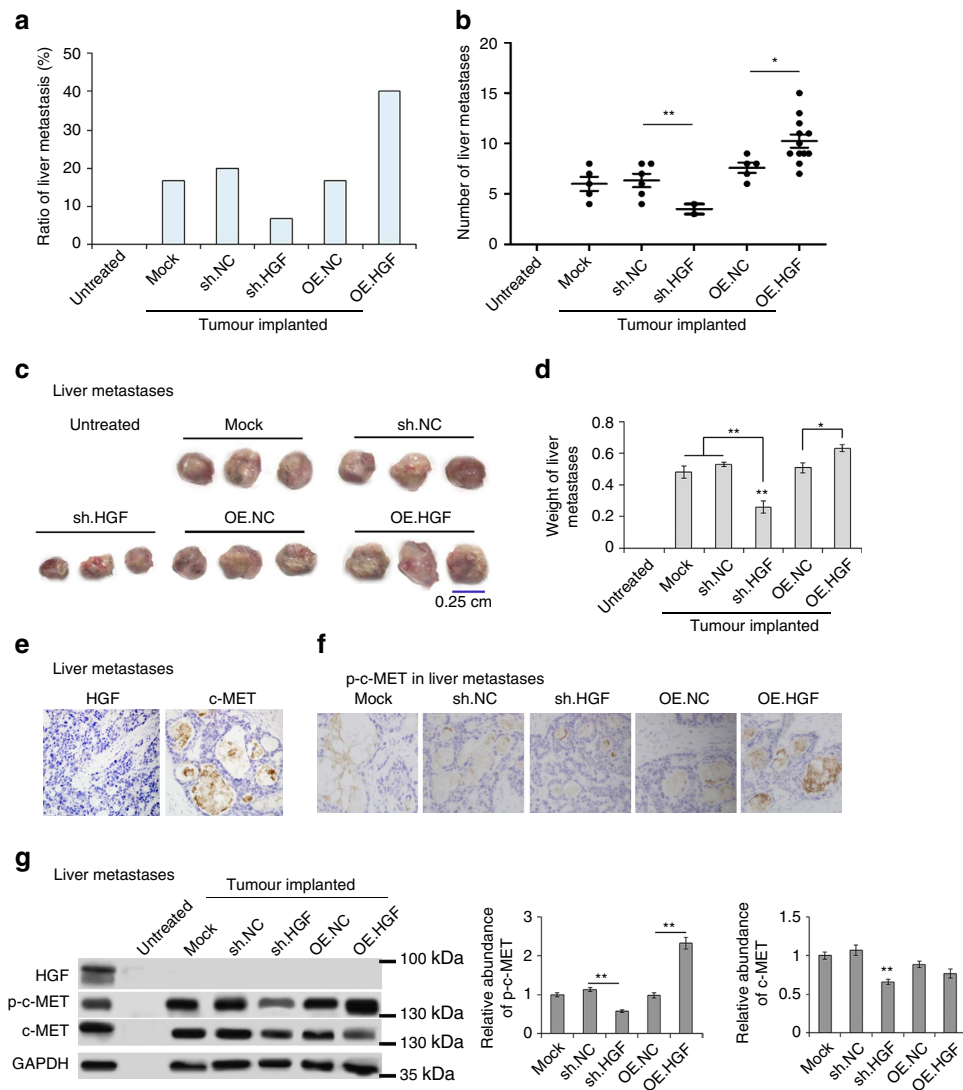 a
Ratio of liver metastasis (%)
50
40
30
20
10
0
Untreated
Mock
sh.NC
sh.HGF
OE.NC
OE.HGF
Tumour implanted
b
Number of liver metastases
20
15
10
5
0
**
*
Untreated
Mock
sh.NC
sh.HGF
OE.NC
OE.HGF
Tumour implanted
c
Liver metastases
Untreated
Mock
sh.NC
sh.HGF
OE.NC
OE.HGF
0.25 cm
d
Weight of liver
metastases
0.8
0.6
0.4
0.2
0
**
**
*
Untreated
Mock
sh.NC
sh.HGF
OE.NC
OE.HGF
Tumour implanted
e
Liver metastases
HGF
c-MET
f
p-c-MET in liver metastases
Mock
sh.NC
sh.HGF
OE.NC
OE.HGF
g
Liver metastases
Tumour implanted
Untreated
Mock
sh.NC
sh.HGF
OE.NC
OE.HGF
HGF
100 kDa
p-c-MET
130 kDa
c-MET
130 kDa
GAPDH
35 kDa
Relative abundance
of p-c-MET
3
2
1
0
**
**
Mock
sh.NC
sh.HGF
OE.NC
OE.HGF
Relative abundance
of c-MET
1.5
1
0.5
0
**
Mock
sh.NC
sh.HGF
OE.NC
OE.HGF